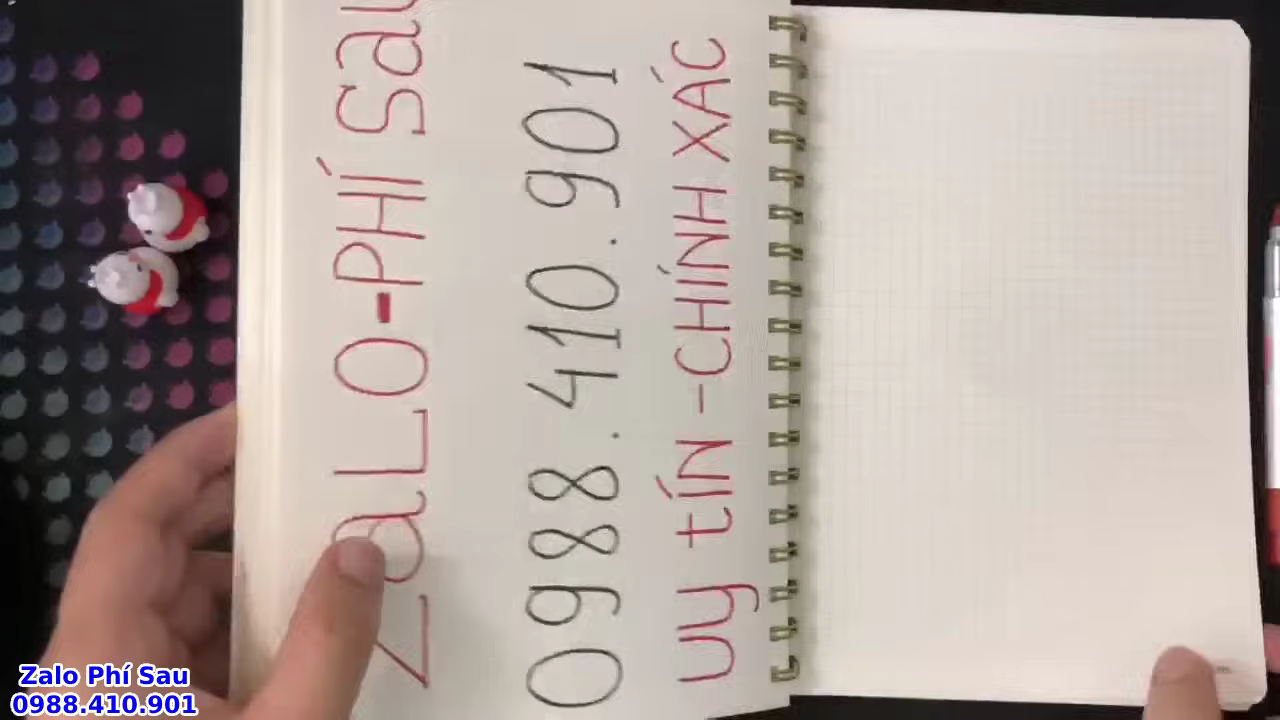 ZaLO-PHÍ Sau
0988.410.901
UY tÍN - CHÍNH XÁC
Zalo Phí Sau
0988.410.901